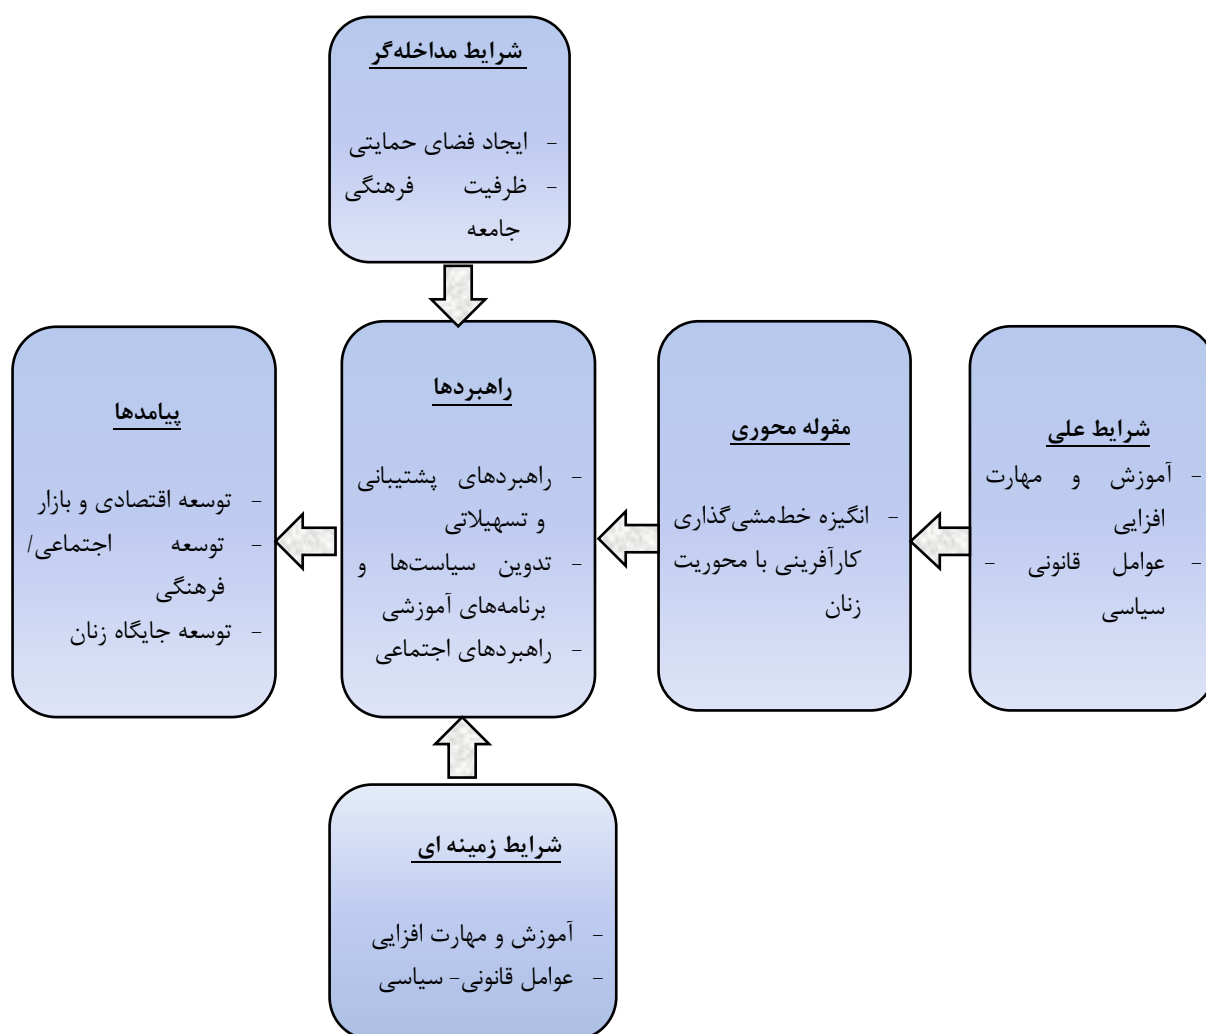 شرایط مداخله‌گر
- ایجاد فضای حمایتی
- ظرفیت فرهنگی
جامعه
شرایط علی
- آموزش و مهارت
افزایی
- عوامل قانونی -
سیاسی
مقوله محوری
- انگیزه خط‌مشی‌گذاری
کارآفرینی با محوریت
زنان
راهبردها
- راهبردهای پشتیبانی
و تسهیلاتی
- تدوین سیاست‌ها و
برنامه‌های آموزشی
- راهبردهای اجتماعی
پیامدها
- توسعه اقتصادی و بازار
- توسعه اجتماعی/
فرهنگی
- توسعه جایگاه زنان
شرایط زمینه ای
- آموزش و مهارت افزایی
- عوامل قانونی- سیاسی